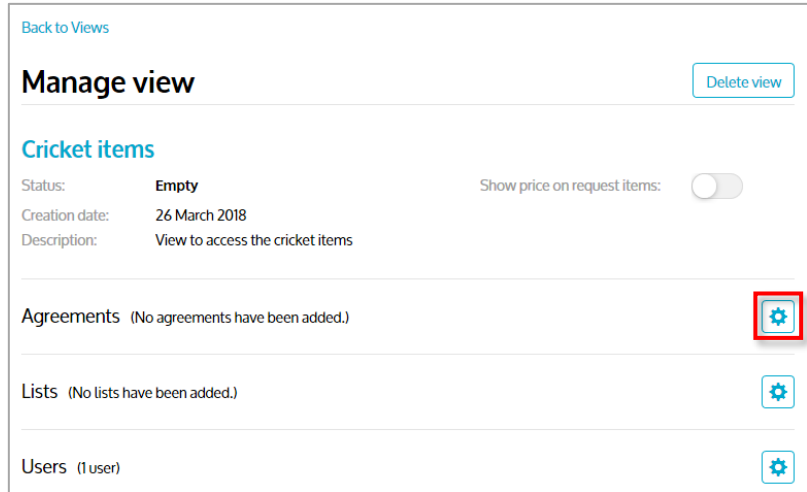 Back to Views
Manage view
Delete view
Cricket items
Status: Empty Show price on request items:
Creation date: 26 March 2018
Description: View to access the cricket items
Agreements (No agreements have been added.)
Lists (No lists have been added.)
Users (1 user)